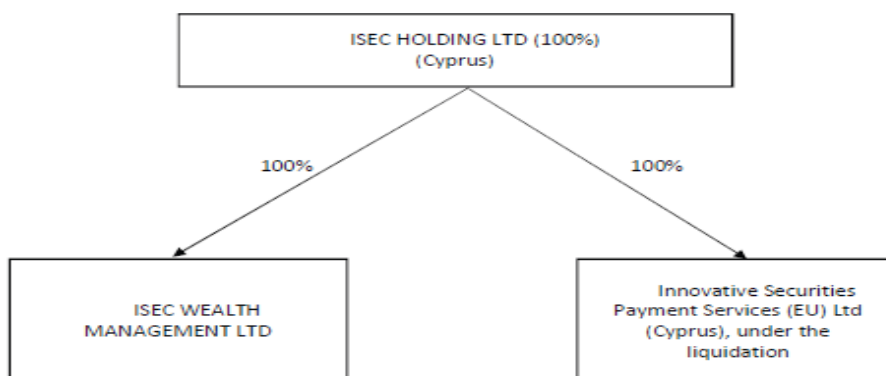 ISEC HOLDING LTD (100%)
(Cyprus)
100%
100%
ISEC WEALTH
MANAGEMENT LTD
Innovative Securities
Payment Services (EU) Ltd
(Cyprus), under the
liquidation